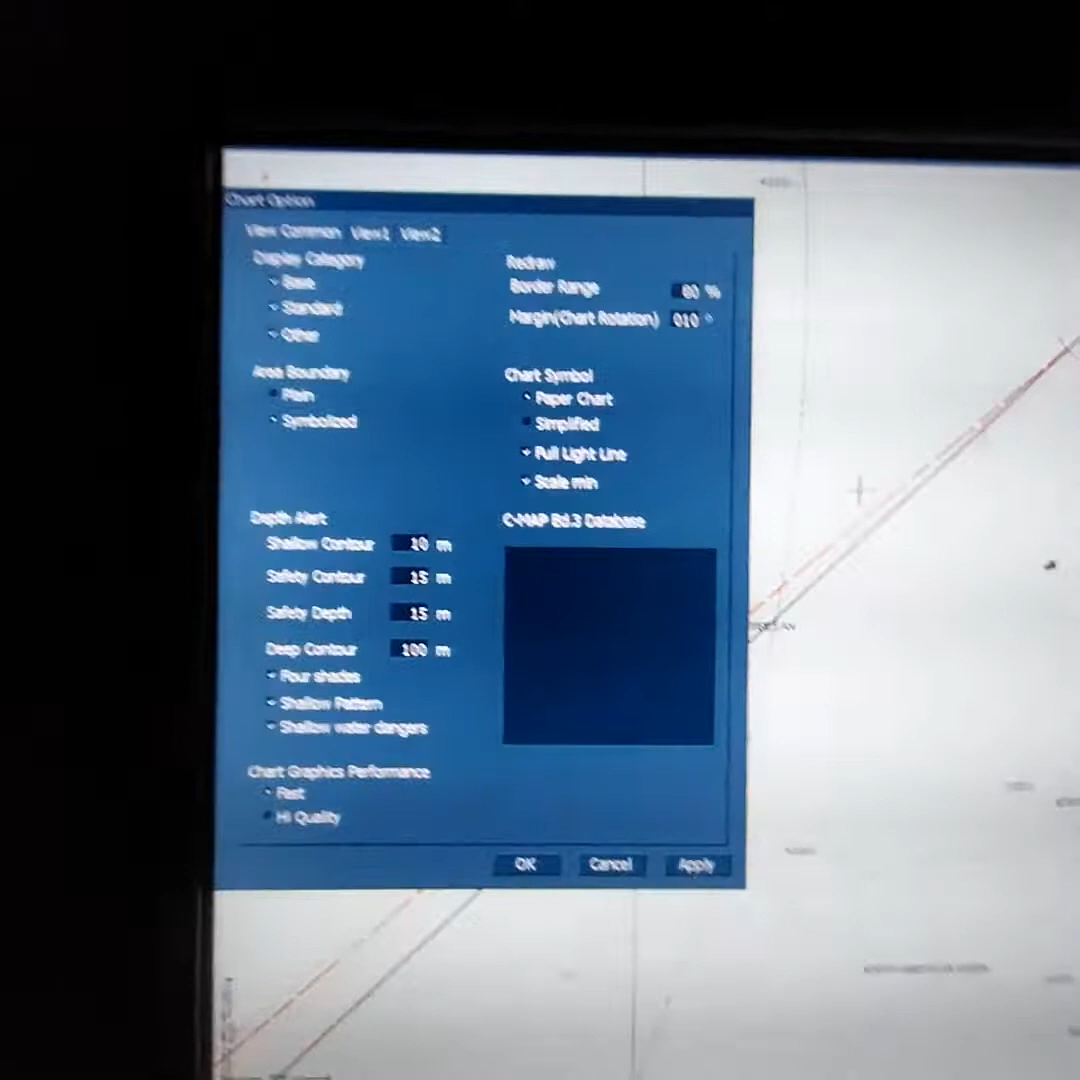 Chart Option
View Common View1 View2
Display Category
Base
Standard
Other
Area Boundary
Plain
Symbolized
Depth Alert
Shallow Contour 10 m
Safety Contour 15 m
Safety Depth 15 m
Deep Contour 100 m
Four shades
Shallow Pattern
Shallow water dangers
Chart Graphics Performance
Fast
Hi Quality
Redraw
Border Range 80 %
Margin(Chart Rotation) 010 °
Chart Symbol
Paper Chart
Simplified
Full Light Line
Scale min
C-MAP Ed.3 Database
OK Cancel Apply